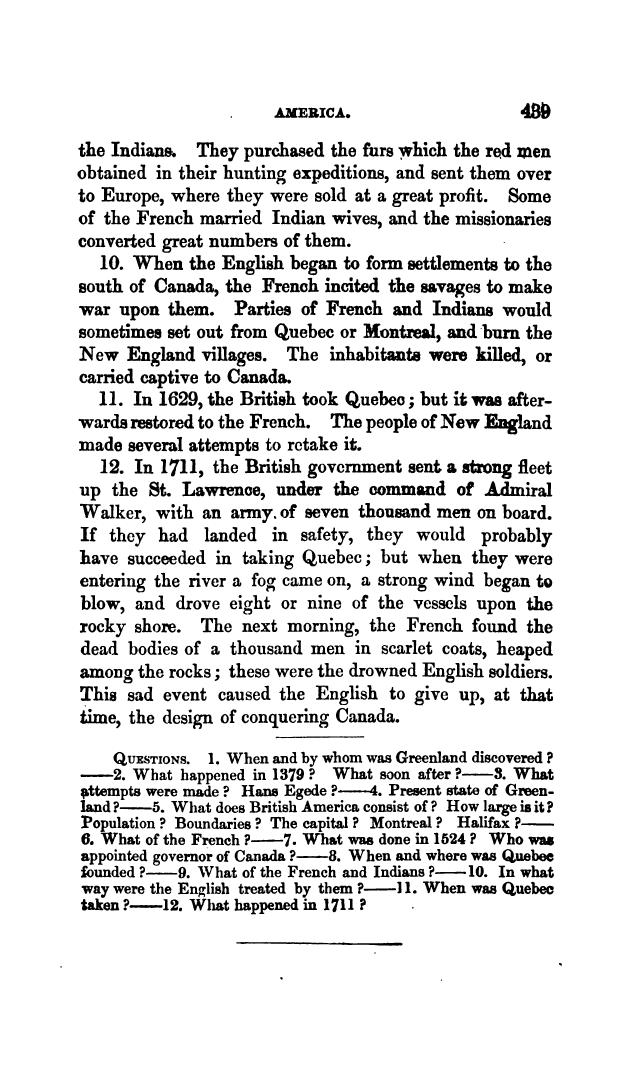 AMERICA. 439
the Indians. They purchased the furs which the red men
obtained in their hunting expeditions, and sent them over
to Europe, where they were sold at a great profit. Some
of the French married Indian wives, and the missionaries
converted great numbers of them.
10. When the English began to form settlements to the
south of Canada, the French incited the savages to make
war upon them. Parties of French and Indians would
sometimes set out from Quebec or Montreal, and burn the
New England villages. The inhabitants were killed, or
carried captive to Canada.
11. In 1629, the British took Quebec; but it was after-
wards restored to the French. The people of New England
made several attempts to retake it.
12. In 1711, the British government sent a strong fleet
up the St. Lawrence, under the command of Admiral
Walker, with an army of seven thousand men on board.
If they had landed in safety, they would probably
have succeeded in taking Quebec; but when they were
entering the river a fog came on, a strong wind began to
blow, and drove eight or nine of the vessels upon the
rocky shore. The next morning, the French found the
dead bodies of a thousand men in scarlet coats, heaped
among the rocks; these were the drowned English soldiers.
This sad event caused the English to give up, at that
time, the design of conquering Canada.
QUESTIONS. 1. When and by whom was Greenland discovered?
——2. What happened in 1379? What soon after?——3. What
attempts were made? Hans Egede?——4. Present state of Green-
land?——5. What does British America consist of? How large is it?
Population? Boundaries? The capital? Montreal? Halifax?——
6. What of the French?——7. What was done in 1524? Who was
appointed governor of Canada?——8. When and where was Quebec
founded?——9. What of the French and Indians?——10. In what
way were the English treated by them?——11. When was Quebec
taken?——12. What happened in 1711?